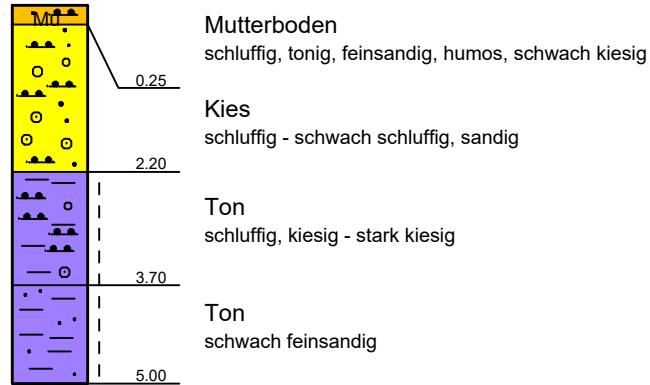 Mu
Mutterboden
schluffig, tonig, feinsandig, humos, schwach kiesig
0.25
Kies
schluffig - schwach schluffig, sandig
2.20
Ton
schluffig, kiesig - stark kiesig
3.70
Ton
schwach feinsandig
5.00